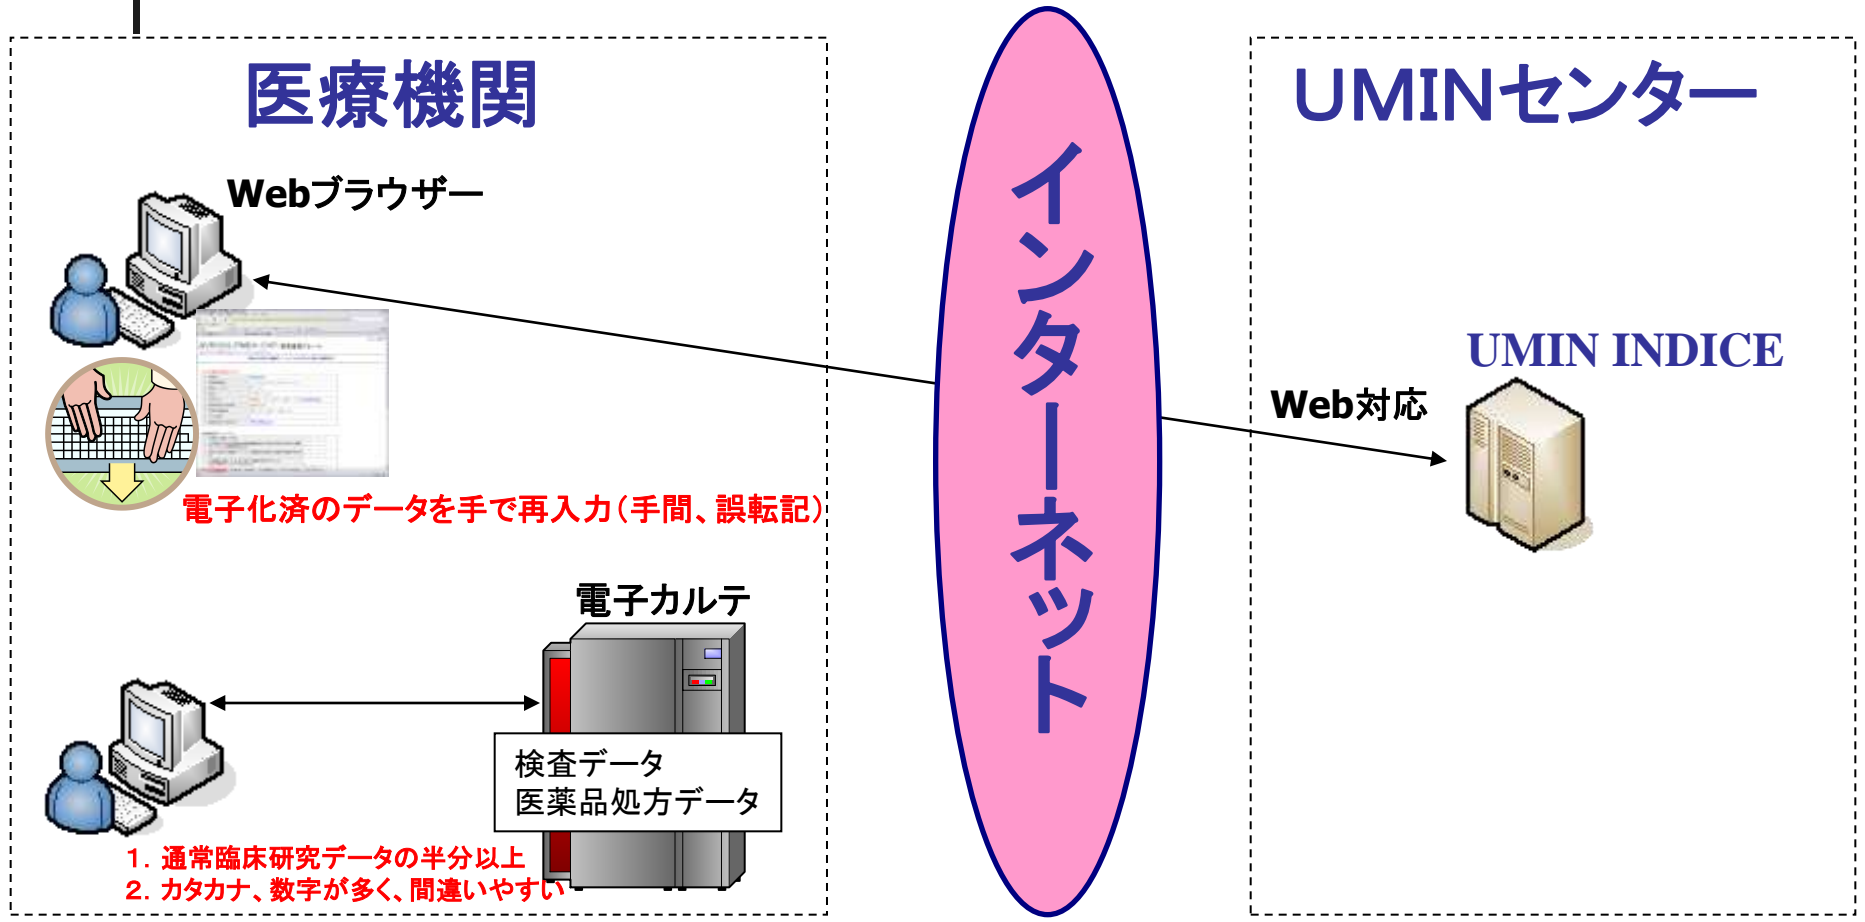 医療機関
Webブラウザー
電子化済のデータを手で再入力（手間、誤転記）
電子カルテ
検査データ
医薬品処方データ
１．通常臨床研究データの半分以上
２．カタカナ、数字が多く、間違いやすい
インターネット
ＵＭＩＮセンター
UMIN INDICE
Web対応